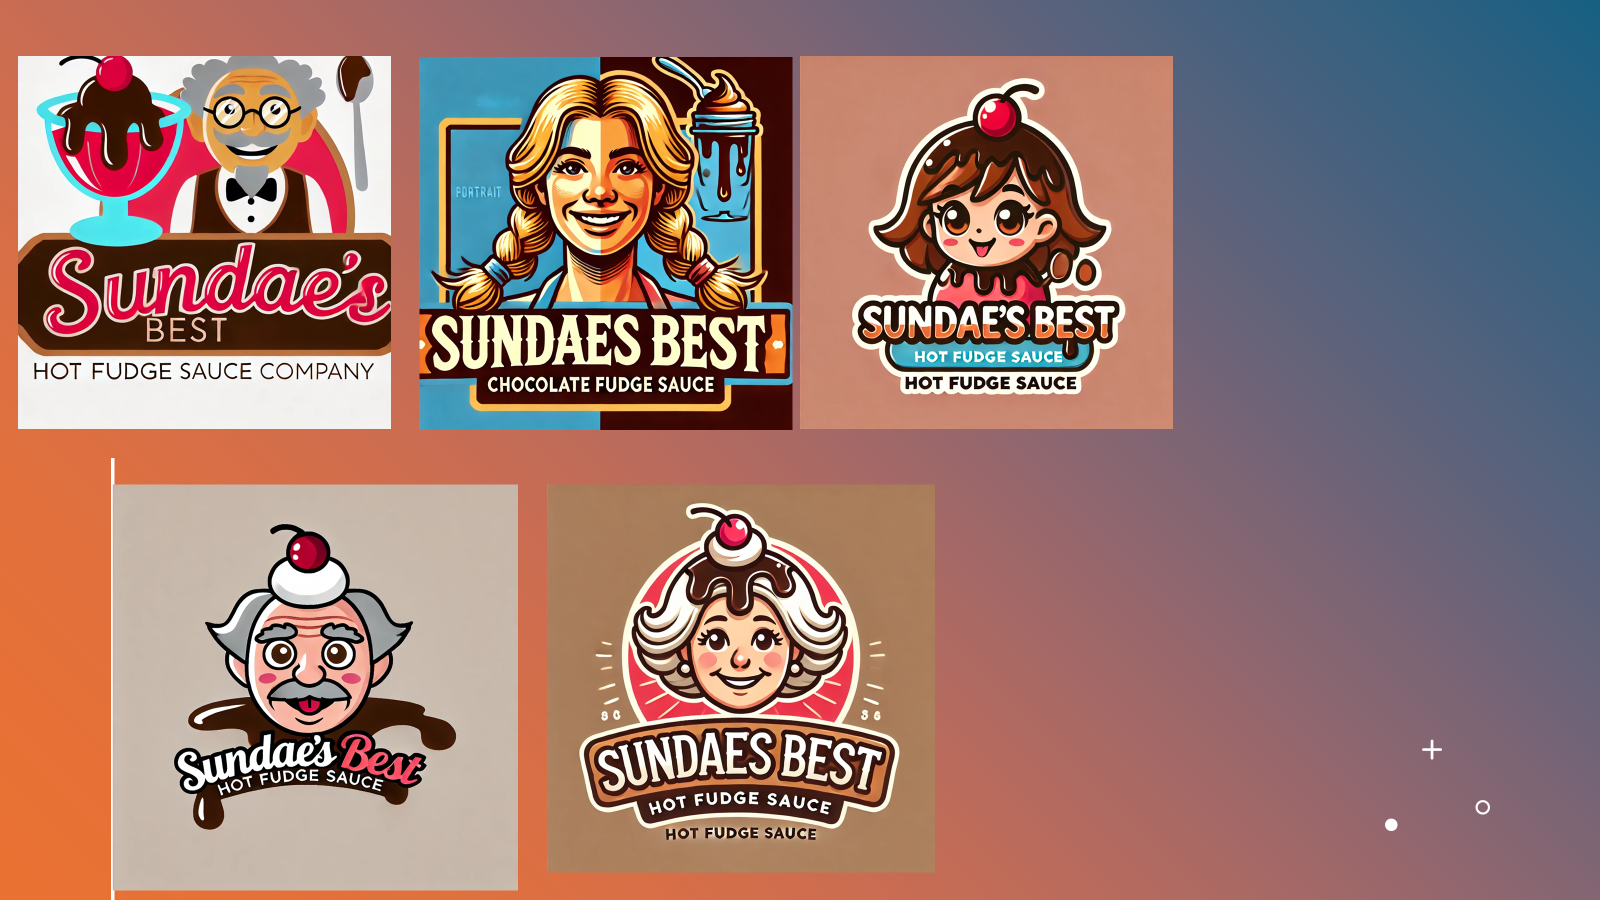 Sundae's
BEST
HOT FUDGE SAUCE COMPANY
PORTRAIT
SUNDAES BEST
CHOCOLATE FUDGE SAUCE
SUNDAE'S BEST
HOT FUDGE SAUCE
HOT FUDGE SAUCE
Sundae's Best
HOT FUDGE SAUCE
SUNDAES BEST
HOT FUDGE SAUCE
HOT FUDGE SAUCE